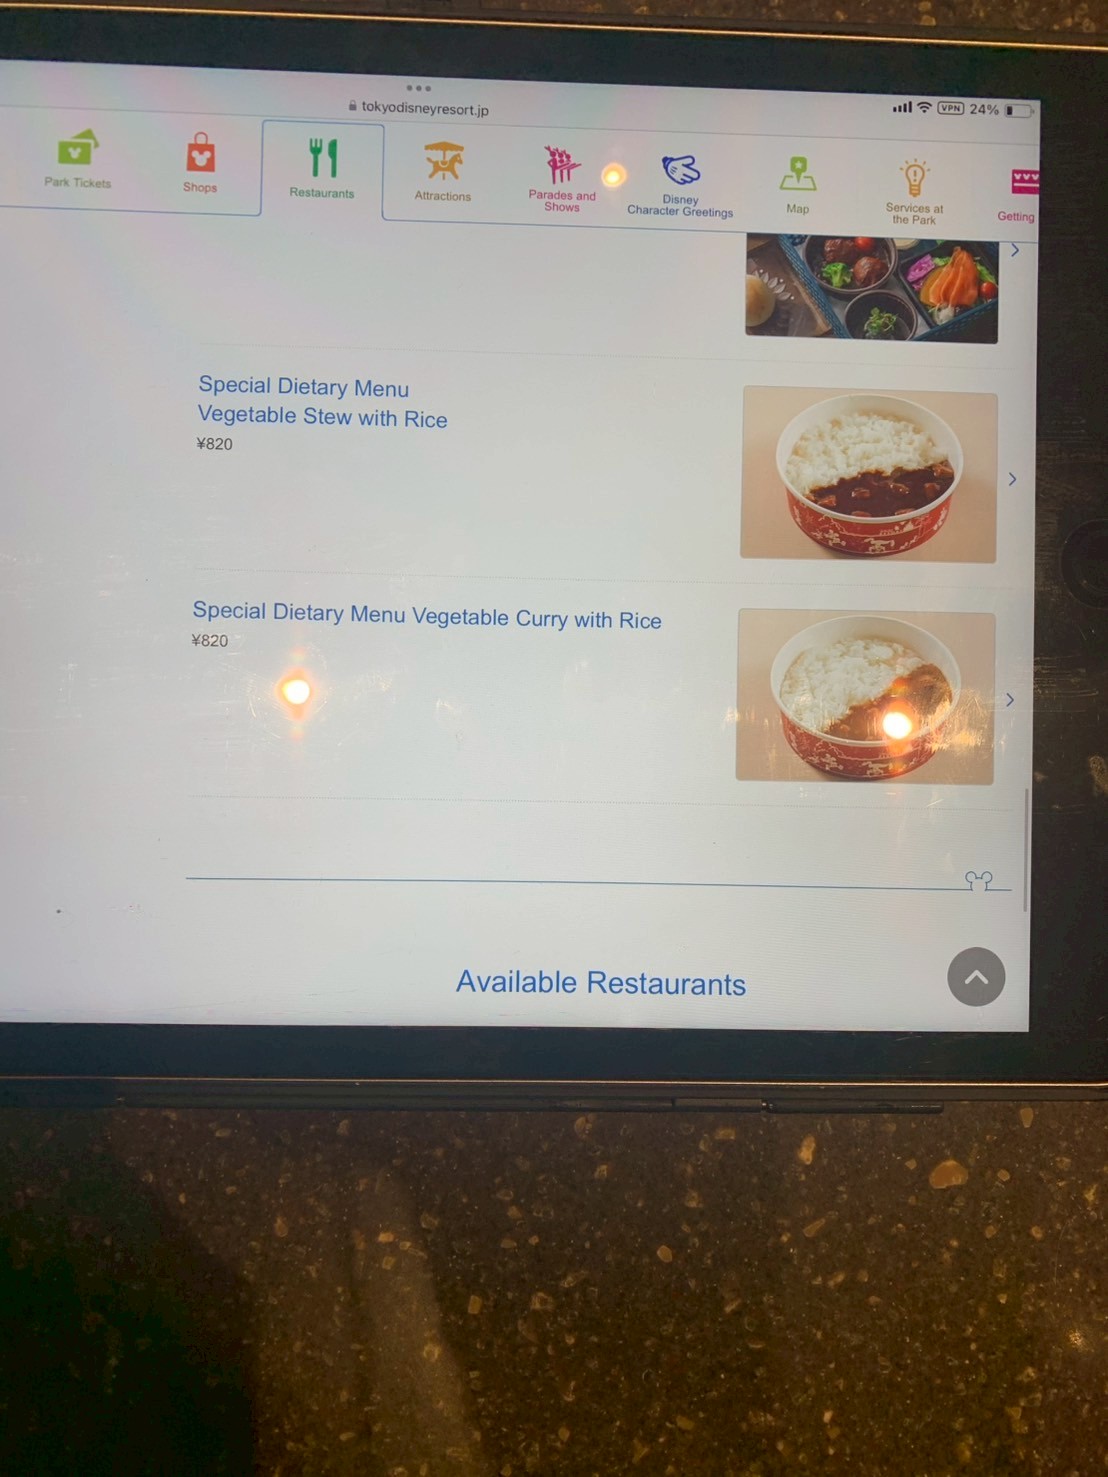 tokyodisneyresort.jp
VPN 24%
Park Tickets
Shops
Restaurants
Attractions
Parades and
Shows
Disney
Character Greetings
Map
Services at
the Park
Getting
Special Dietary Menu
Vegetable Stew with Rice
¥820
Special Dietary Menu Vegetable Curry with Rice
¥820
Available Restaurants